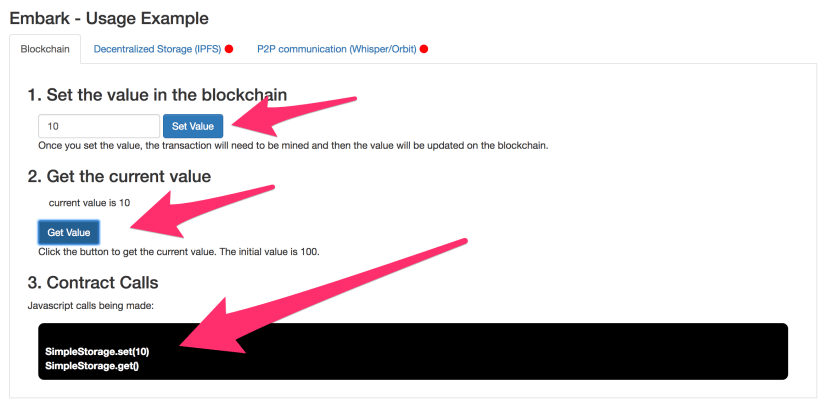 Embark - Usage Example
Blockchain Decentralized Storage (IPFS) P2P communication (Whisper/Orbit)
1. Set the value in the blockchain
10 Set Value
Once you set the value, the transaction will need to be mined and then the value will be updated on the blockchain.
2. Get the current value
current value is 10
Get Value
Click the button to get the current value. The initial value is 100.
3. Contract Calls
Javascript calls being made:
SimpleStorage.set(10)
SimpleStorage.get()